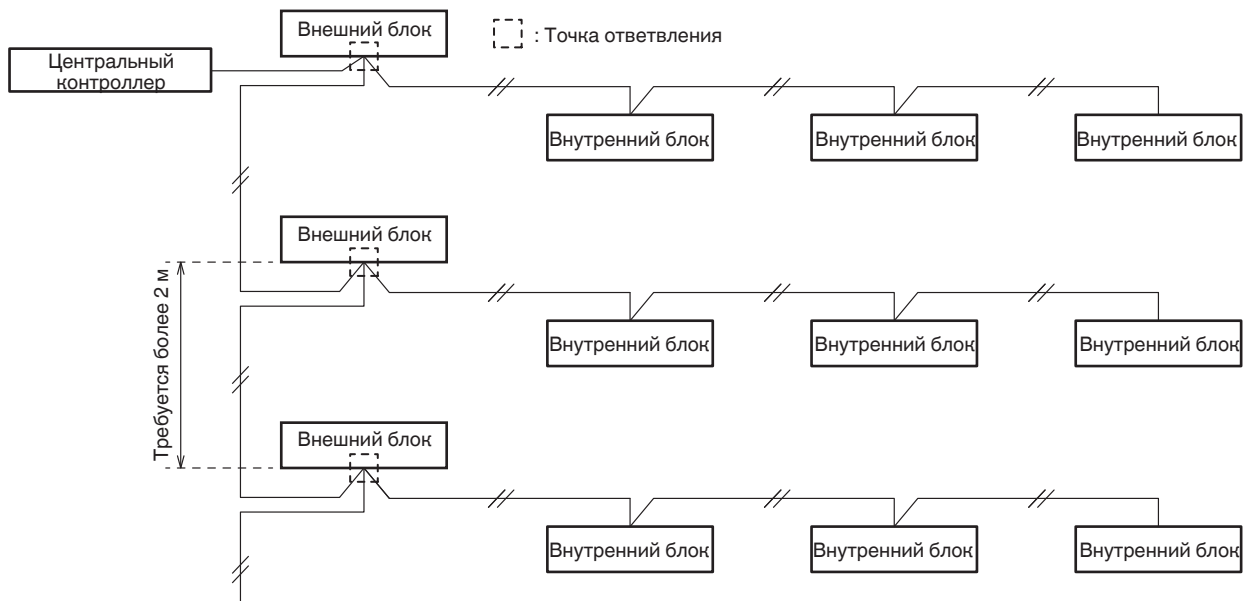 Внешний блок
: Точка ответвления
Центральный
контроллер
Внутренний блок
Внутренний блок
Внутренний блок
Внешний блок
Требуется более 2 м
Внутренний блок
Внутренний блок
Внутренний блок
Внешний блок
Внутренний блок
Внутренний блок
Внутренний блок